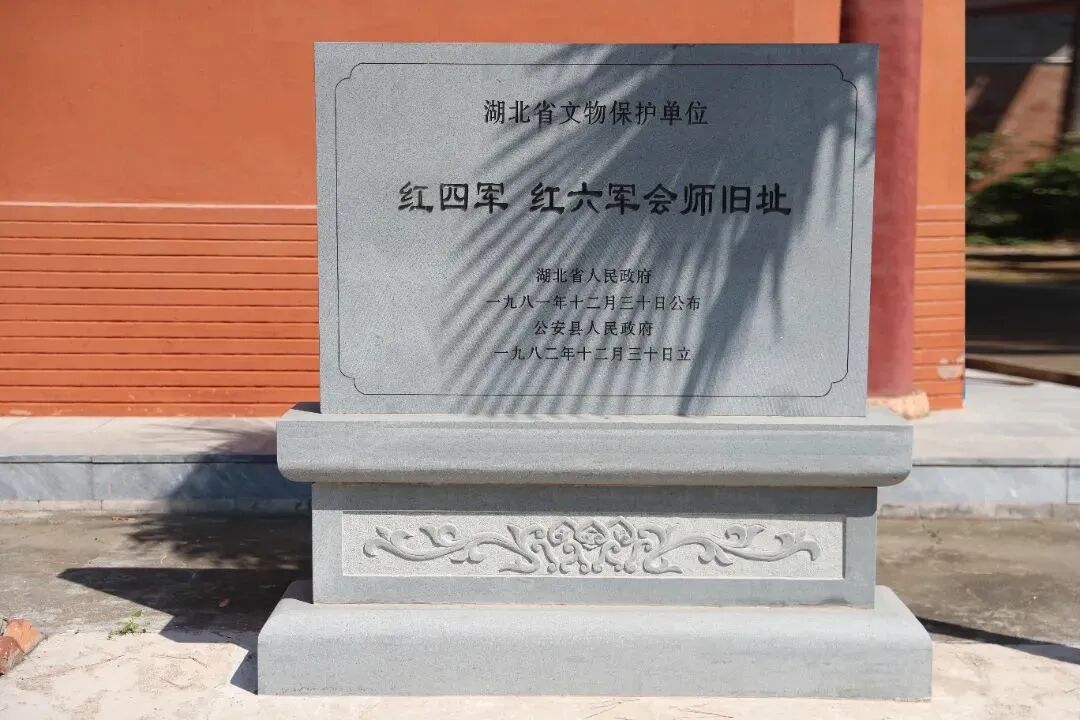 湖北省文物保护单位
红四军 红六军会师旧址
湖北省人民政府
一九八一年十二月三十日公布
公安县人民政府
一九八二年十二月三十日立